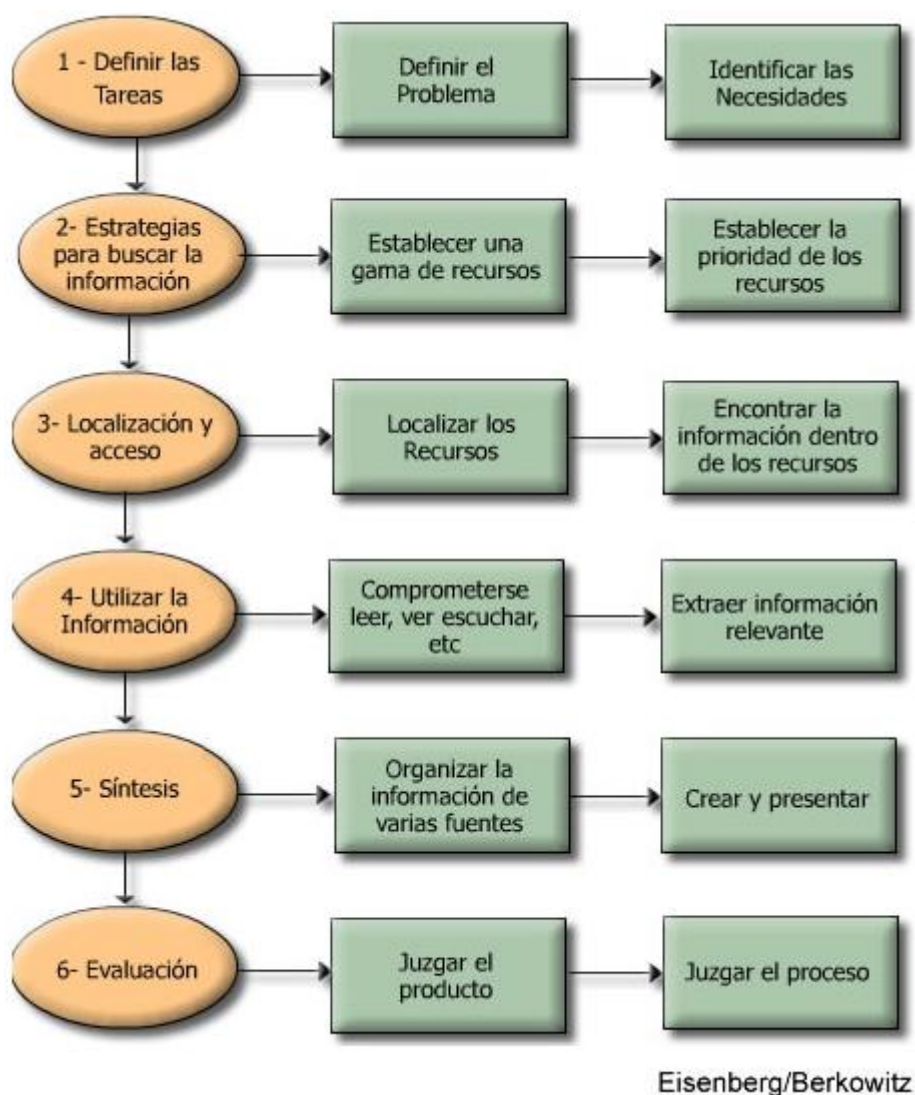 1 - Definir las
Tareas
Definir el
Problema
Identificar las
Necesidades
2- Estrategias
para buscar la
información
Establecer una
gama de recursos
Establecer la
prioridad de los
recursos
3- Localización y
acceso
Localizar los
Recursos
Encontrar la
información dentro
de los recursos
4- Utilizar la
Información
Comprometerse
leer, ver escuchar,
etc
Extraer información
relevante
5- Síntesis
Organizar la
información de
varias fuentes
Crear y presentar
6- Evaluación
Juzgar el
producto
Juzgar el proceso
Eisenberg/Berkowitz